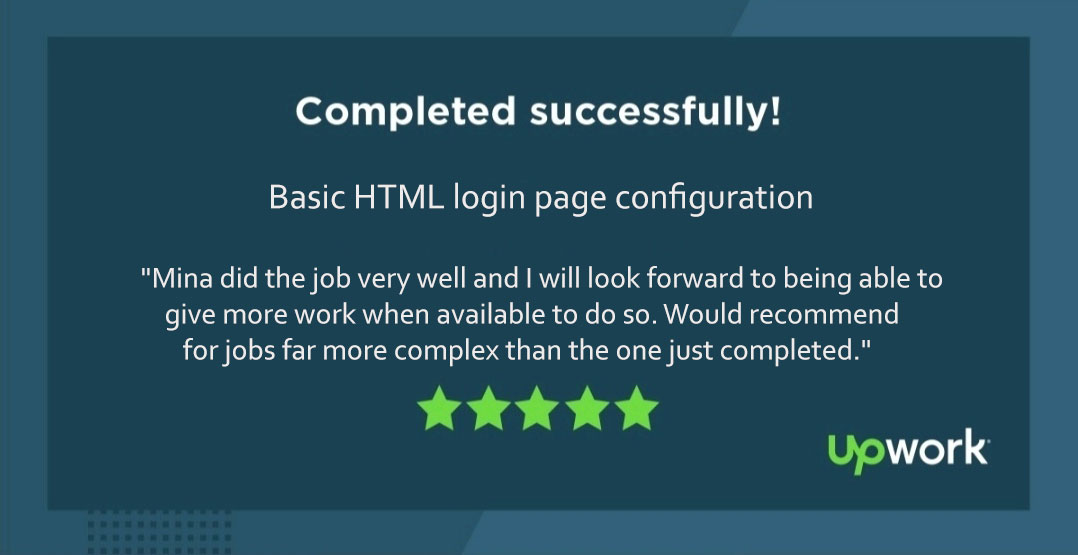 Completed successfully!
Basic HTML login page configuration
"Mina did the job very well and I will look forward to being able to
give more work when available to do so. Would recommend
for jobs far more complex than the one just completed."
upwork